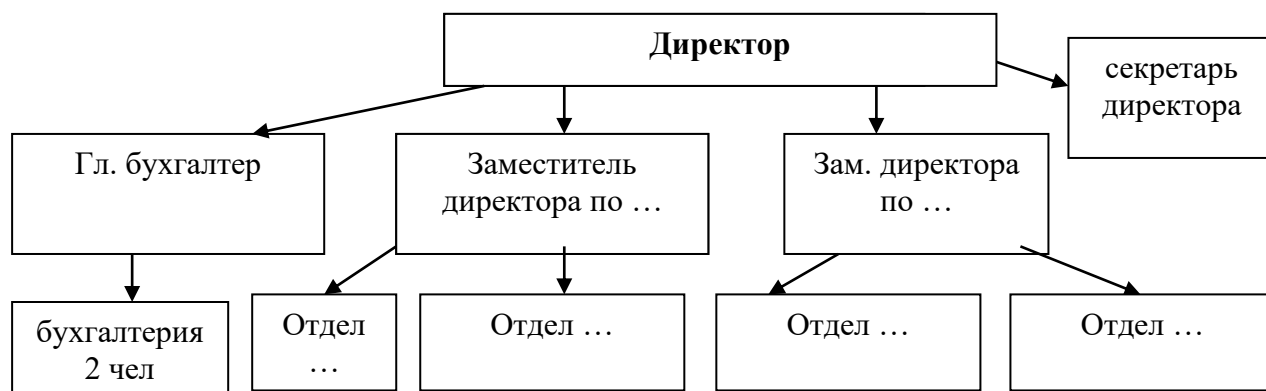 Директор
секретарь
директора
Гл. бухгалтер
Заместитель
директора по …
Зам. директора
по …
бухгалтерия
2 чел
Отдел
…
Отдел …
Отдел …
Отдел …